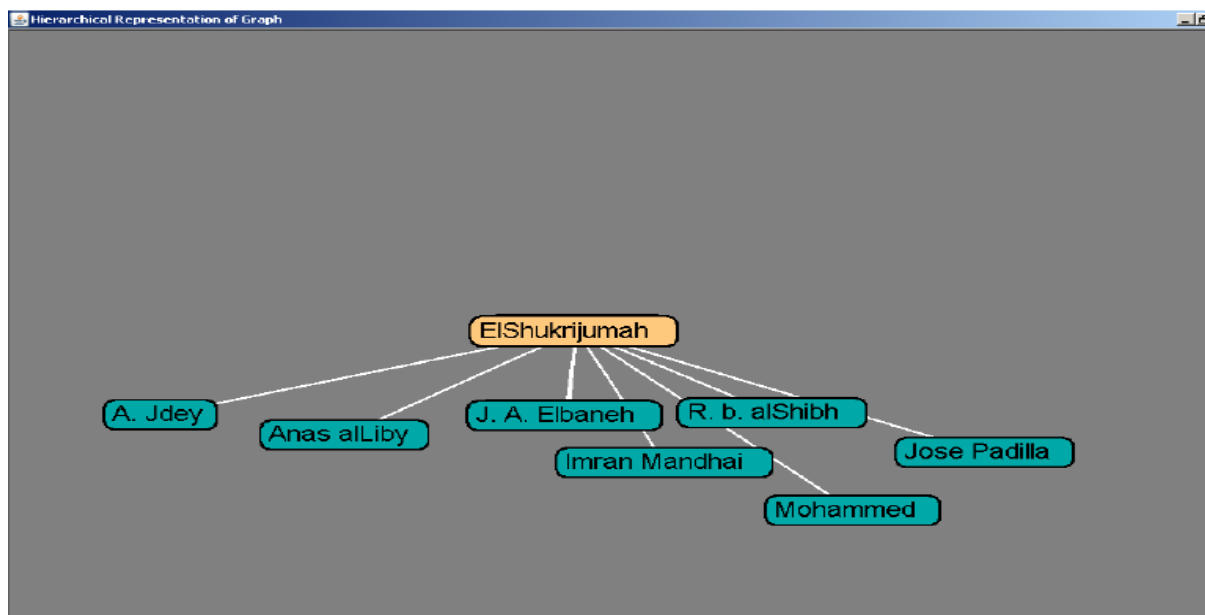 Hierarchical Representation of Graph
ElShukrijumah
A. Jdey
Anas alLiby
J. A. Elbaneh
R. b. alShibh
Imran Mandhai
Jose Padilla
Mohammed